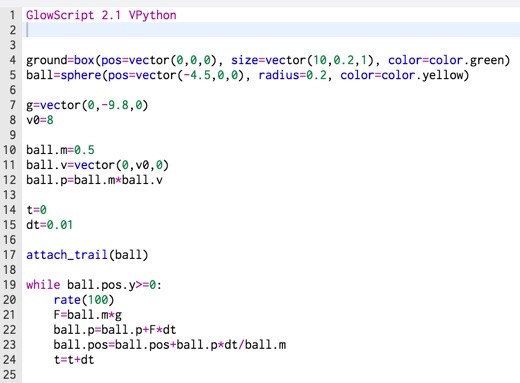 1 GlowScript 2.1 VPython
2
3
4 ground=box(pos=vector(0,0,0), size=vector(10,0.2,1), color=color.green)
5 ball=sphere(pos=vector(-4.5,0,0), radius=0.2, color=color.yellow)
6
7 g=vector(0,-9.8,0)
8 v0=8
9
10 ball.m=0.5
11 ball.v=vector(0,v0,0)
12 ball.p=ball.m*ball.v
13
14 t=0
15 dt=0.01
16
17 attach_trail(ball)
18
19 while ball.pos.y>=0:
20     rate(100)
21     F=ball.m*g
22     ball.p=ball.p+F*dt
23     ball.pos=ball.pos+ball.p*dt/ball.m
24     t=t+dt
25